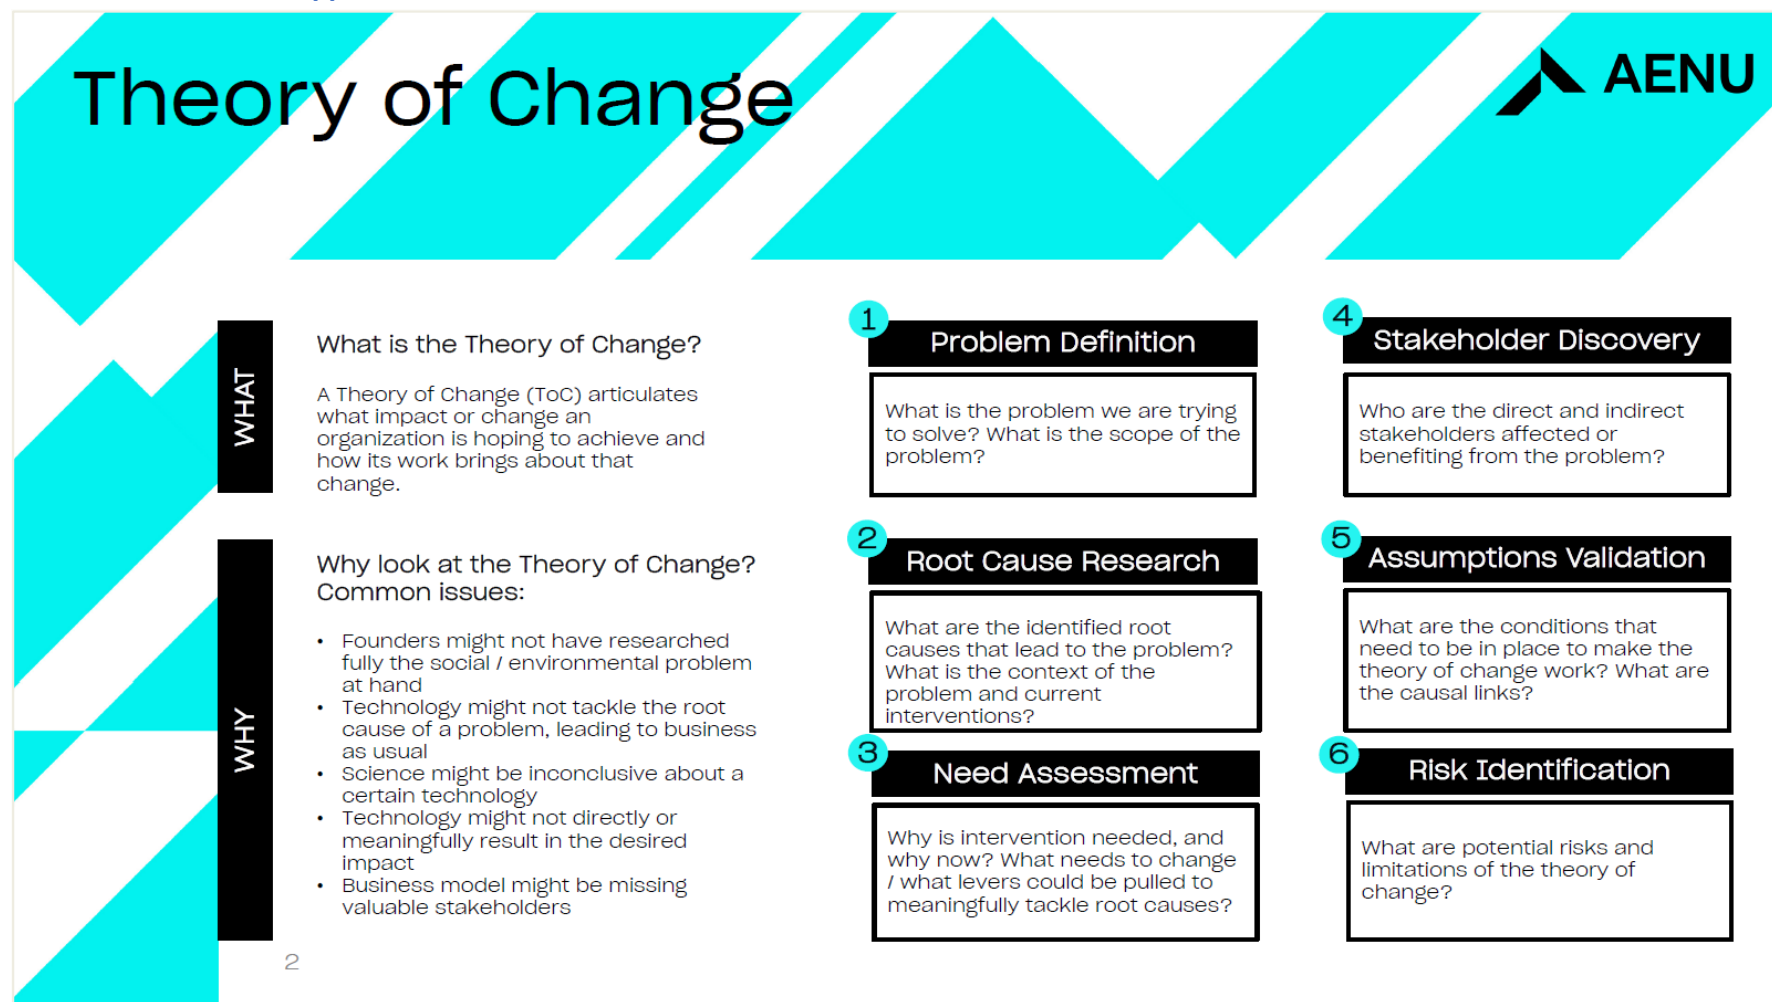 Theory of Change
AENU
WHAT
What is the Theory of Change?
A Theory of Change (ToC) articulates
what impact or change an
organization is hoping to achieve and
how its work brings about that
change.
WHY
Why look at the Theory of Change?
Common issues:
• Founders might not have researched
fully the social / environmental problem
at hand
• Technology might not tackle the root
cause of a problem, leading to business
as usual
• Science might be inconclusive about a
certain technology
• Technology might not directly or
meaningfully result in the desired
impact
• Business model might be missing
valuable stakeholders
1
Problem Definition
What is the problem we are trying
to solve? What is the scope of the
problem?
2
Root Cause Research
What are the identified root
causes that lead to the problem?
What is the context of the
problem and current
interventions?
3
Need Assessment
Why is intervention needed, and
why now? What needs to change
/ what levers could be pulled to
meaningfully tackle root causes?
4
Stakeholder Discovery
Who are the direct and indirect
stakeholders affected or
benefiting from the problem?
5
Assumptions Validation
What are the conditions that
need to be in place to make the
theory of change work? What are
the causal links?
6
Risk Identification
What are potential risks and
limitations of the theory of
change?
2